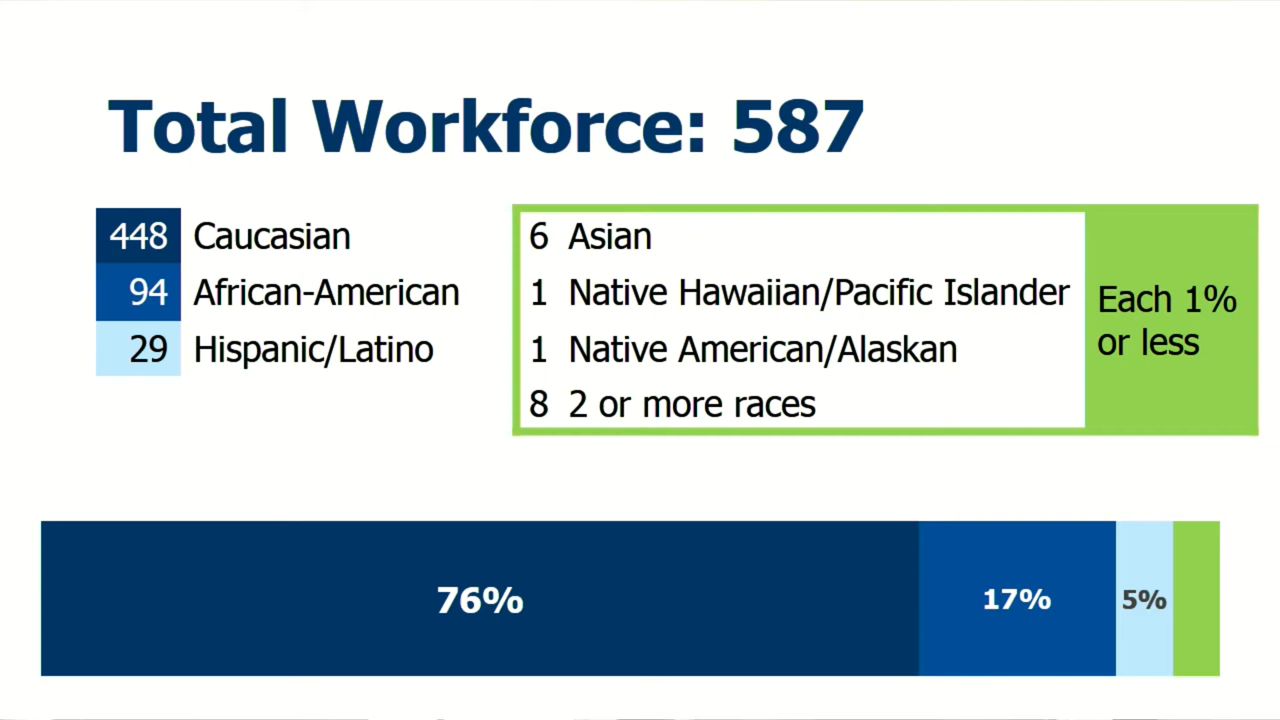 Total Workforce: 587
448 Caucasian
94 African-American
29 Hispanic/Latino
6 Asian
1 Native Hawaiian/Pacific Islander
1 Native American/Alaskan
8 2 or more races
Each 1%
or less
76% 17% 5%